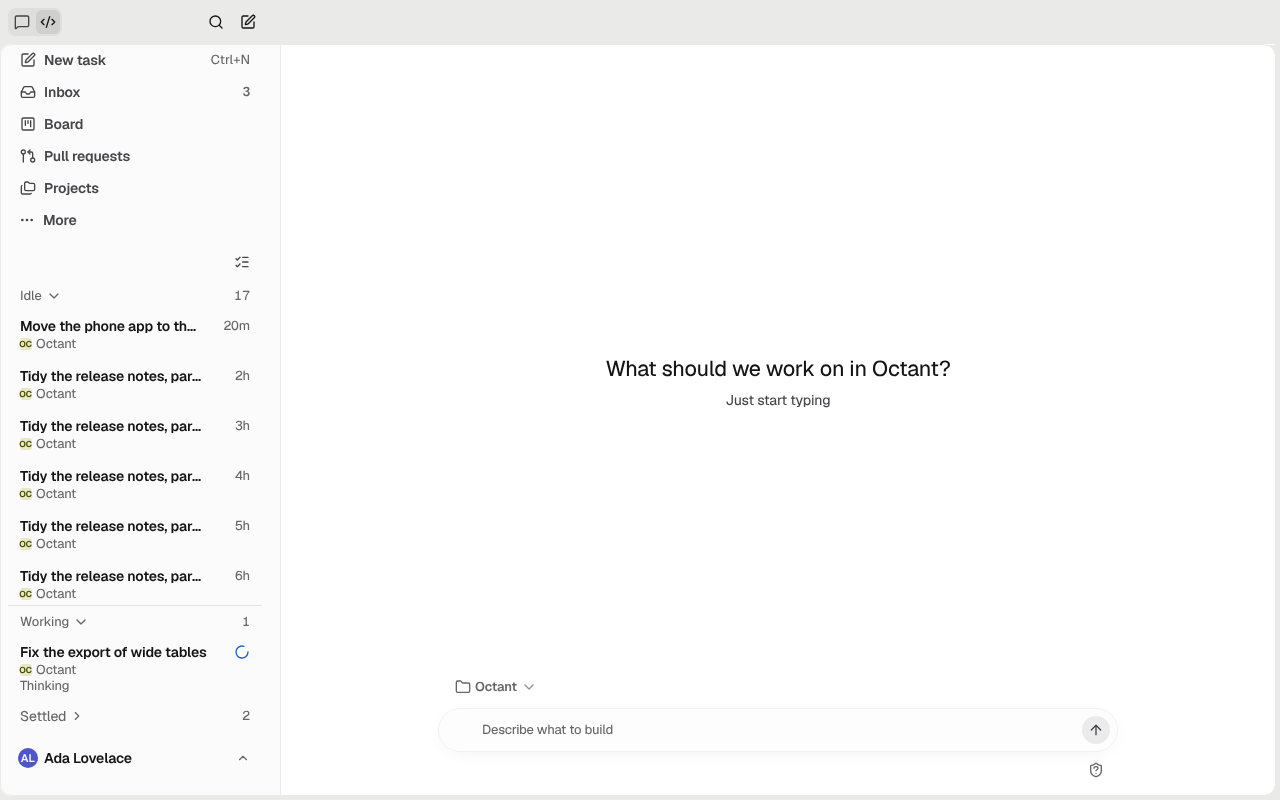 New task Ctrl+N
Inbox 3
Board
Pull requests
Projects
More
Idle 17
Move the phone app to th... 20m
OC Octant
Tidy the release notes, par... 2h
OC Octant
Tidy the release notes, par... 3h
OC Octant
Tidy the release notes, par... 4h
OC Octant
Tidy the release notes, par... 5h
OC Octant
Tidy the release notes, par... 6h
OC Octant
Working 1
Fix the export of wide tables
OC Octant
Thinking
Settled 2
AL Ada Lovelace
What should we work on in Octant?
Just start typing
Octant
Describe what to build